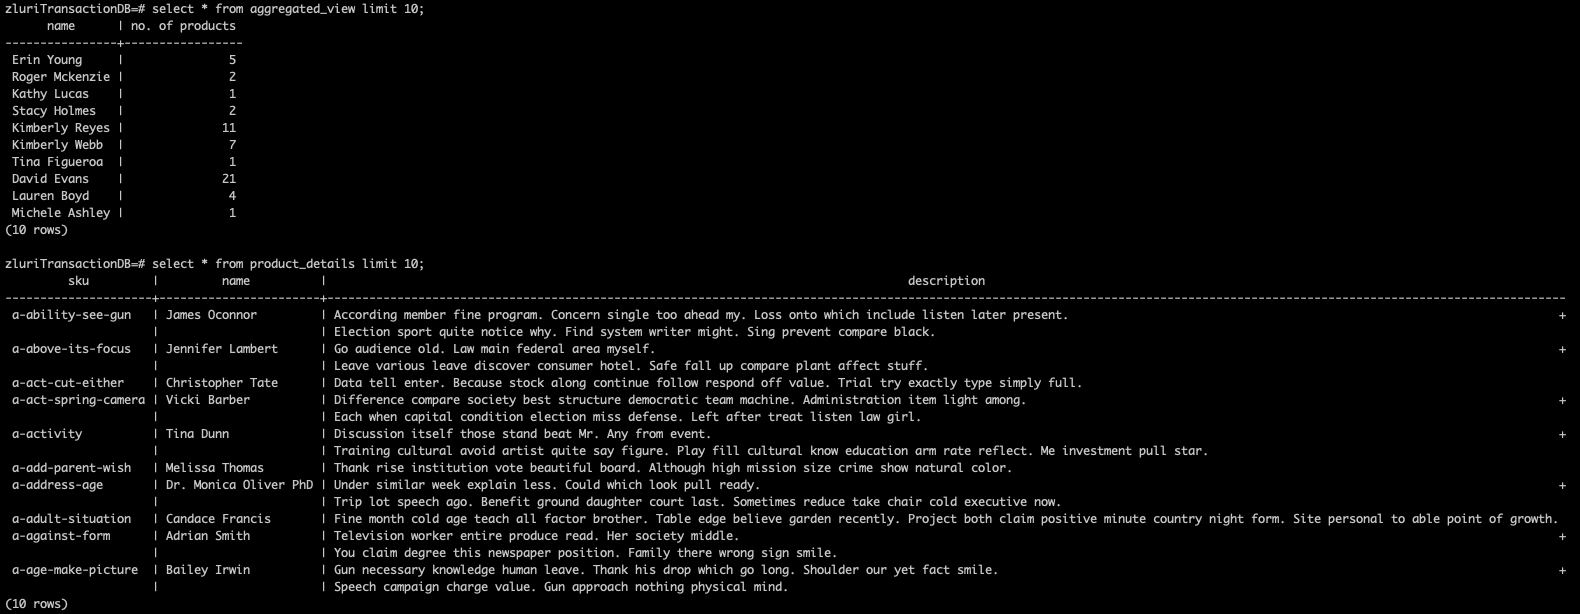 zluriTransactionDB=# select * from aggregated_view limit 10;
      name      | no. of products
----------------+-----------------
 Erin Young     |               5
 Roger Mckenzie |               2
 Kathy Lucas    |               1
 Stacy Holmes   |               2
 Kimberly Reyes |              11
 Kimberly Webb  |               7
 Tina Figueroa  |               1
 David Evans    |              21
 Lauren Boyd    |               4
 Michele Ashley |               1
(10 rows)

zluriTransactionDB=# select * from product_details limit 10;
         sku         |         name          | description
---------------------+-----------------------+---------------------
 a-ability-see-gun   | James Oconnor         | According member fine program. Concern single too ahead my. Loss onto which include listen later present. +
                     |                       | Election sport quite notice why. Find system writer might. Sing prevent compare black.
 a-above-its-focus   | Jennifer Lambert      | Go audience old. Law main federal area myself. +
                     |                       | Leave various leave discover consumer hotel. Safe fall up compare plant affect stuff.
 a-act-cut-either    | Christopher Tate      | Data tell enter. Because stock along continue follow respond off value. Trial try exactly type simply full.
 a-act-spring-camera | Vicki Barber          | Difference compare society best structure democratic team machine. Administration item light among. +
                     |                       | Each when capital condition election miss defense. Left after treat listen law girl.
 a-activity          | Tina Dunn             | Discussion itself those stand beat Mr. Any from event. +
                     |                       | Training cultural avoid artist quite say figure. Play fill cultural know education arm rate reflect. Me investment pull star.
 a-add-parent-wish   | Melissa Thomas        | Thank rise institution vote beautiful board. Although high mission size crime show natural color.
 a-address-age       | Dr. Monica Oliver PhD | Under similar week explain less. Could which look pull ready. +
                     |                       | Trip lot speech ago. Benefit ground daughter court last. Sometimes reduce take chair cold executive now.
 a-adult-situation   | Candace Francis       | Fine month cold age teach all factor brother. Table edge believe garden recently. Project both claim positive minute country night form. Site personal to able point of growth.
 a-against-form      | Adrian Smith          | Television worker entire produce read. Her society middle. +
                     |                       | You claim degree this newspaper position. Family there wrong sign smile.
 a-age-make-picture  | Bailey Irwin          | Gun necessary knowledge human leave. Thank his drop which go long. Shoulder our yet fact smile. +
                     |                       | Speech campaign charge value. Gun approach nothing physical mind.
(10 rows)